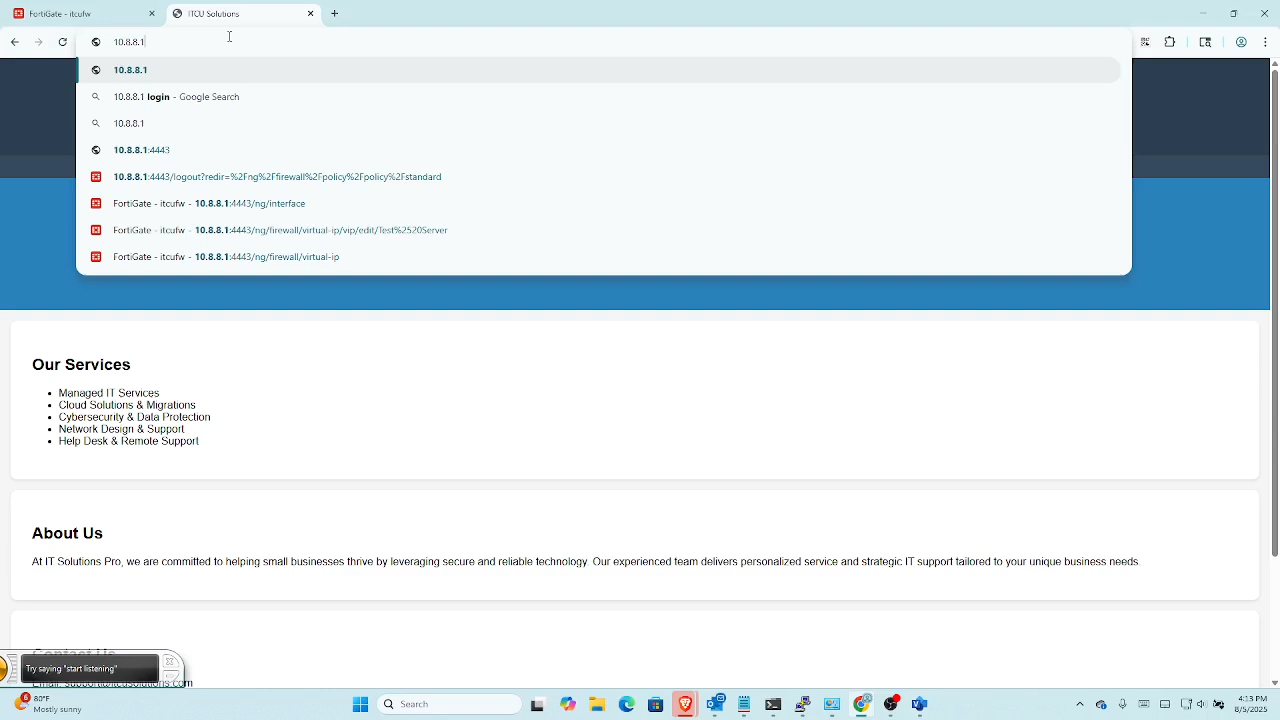 FortiGate - itcufw
ITCU Solutions
10.8.8.1
10.8.8.1
10.8.8.1 login - Google Search
10.8.8.1
10.8.8.1:4443
10.8.8.1:4443/logout?redir=%2Fng%2Ffirewall%2Fpolicy%2Fpolicy%2Fstandard
FortiGate - itcufw - 10.8.8.1:4443/ng/interface
FortiGate - itcufw - 10.8.8.1:4443/ng/firewall/virtual-ip/vip/edit/Test%2520Server
FortiGate - itcufw - 10.8.8.1:4443/ng/firewall/virtual-ip
Our Services
Managed IT Services
Cloud Solutions & Migrations
Cybersecurity & Data Protection
Network Design & Support
Help Desk & Remote Support
About Us
At IT Solutions Pro, we are committed to helping small businesses thrive by leveraging secure and reliable technology. Our experienced team delivers personalized service and strategic IT support tailored to your unique business needs.
Try saying "start listening"
6
80°F
Mostly sunny
Search
4:13 PM
8/5/2025